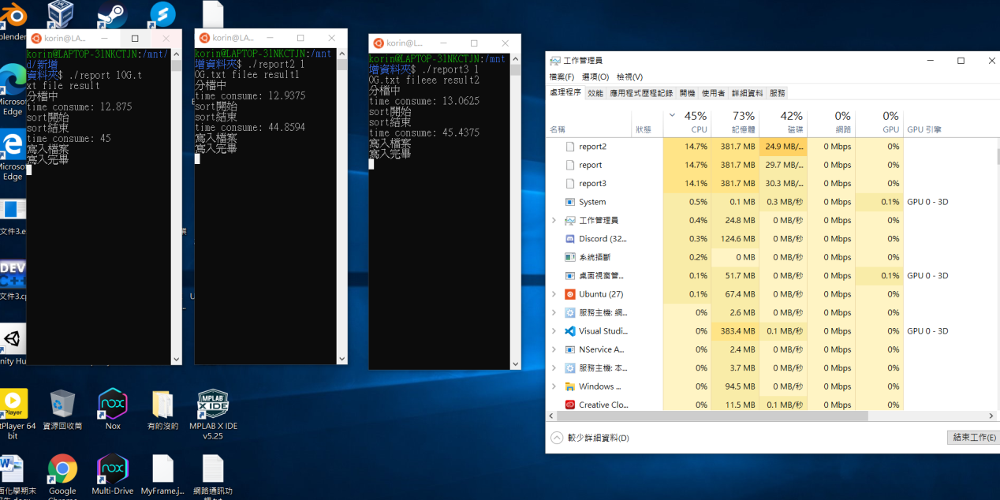 blender
Microsoft
Edge
Microsoft
Edge
文件3.e
DEV
C++
文件3.cp
nity Hu
korin@LA...
korin@LAPTOP-31NKCTJN:/mnt/
d/新增
資料夾$ ./report 10G.t
xt file result
分檔中
time consume: 12.875
sort開始
sort結束
time consume: 45
寫入檔案
寫入完畢
korin@LA...
korin@LAPTOP-31NKCTJN:/mnt
增資料夾$ ./report2 1
0G.txt filee result1
分檔中
time consume: 12.9375
sort開始
sort結束
time consume: 44.8594
寫入檔案
寫入完畢
korin@L...
korin@LAPTOP-31NKCTJN:/mnt
增資料夾$ ./report3 1
0G.txt fileee result2
分檔中
time consume: 13.0625
sort開始
sort結束
time consume: 45.4375
寫入檔案
寫入完畢
工作管理員
檔案(F) 選項(O) 檢視(V)
處理程序 效能 應用程式歷程記錄 開機 使用者 詳細資料 服務
45% 73% 42% 0% 0%
名稱 狀態 CPU 記憶體 磁碟 網路 GPU GPU 引擎
report2 14.7% 381.7 MB 24.9 MB/... 0 Mbps 0%
report 14.7% 381.7 MB 29.7 MB/... 0 Mbps 0%
report3 14.1% 381.7 MB 30.3 MB/... 0 Mbps 0%
System 0.5% 0.1 MB 0.3 MB/秒 0 Mbps 0.1% GPU 0 - 3D
工作管理員 0.4% 24.8 MB 0 MB/秒 0 Mbps 0%
Discord (32... 0.3% 124.6 MB 0 MB/秒 0 Mbps 0%
系統插斷 0.2% 0 MB 0 MB/秒 0 Mbps 0%
桌面視窗管... 0.1% 51.7 MB 0 MB/秒 0 Mbps 0.1% GPU 0 - 3D
Ubuntu (27) 0.1% 67.4 MB 0 MB/秒 0 Mbps 0%
服務主機: 網... 0% 2.6 MB 0 MB/秒 0 Mbps 0%
Visual Studi... 0% 383.4 MB 0.1 MB/秒 0 Mbps 0% GPU 0 - 3D
NService A... 0% 2.4 MB 0 MB/秒 0 Mbps 0%
服務主機: 本... 0% 3.7 MB 0 MB/秒 0 Mbps 0%
Windows ... 0% 94.5 MB 0 MB/秒 0 Mbps 0%
Creative Clo... 0% 11.5 MB 0.1 MB/秒 0 Mbps 0%
較少詳細資料(D)
結束工作(E)
Player
tPlayer 64
bit
資源回收筒
nox
Nox
有的沒的
MPLAB
X IDE
MPLAB X IDE
v5.25
面化學期末
Google
Chrome
nox
Multi-Drive
MyFrame.j...
網路通訊功